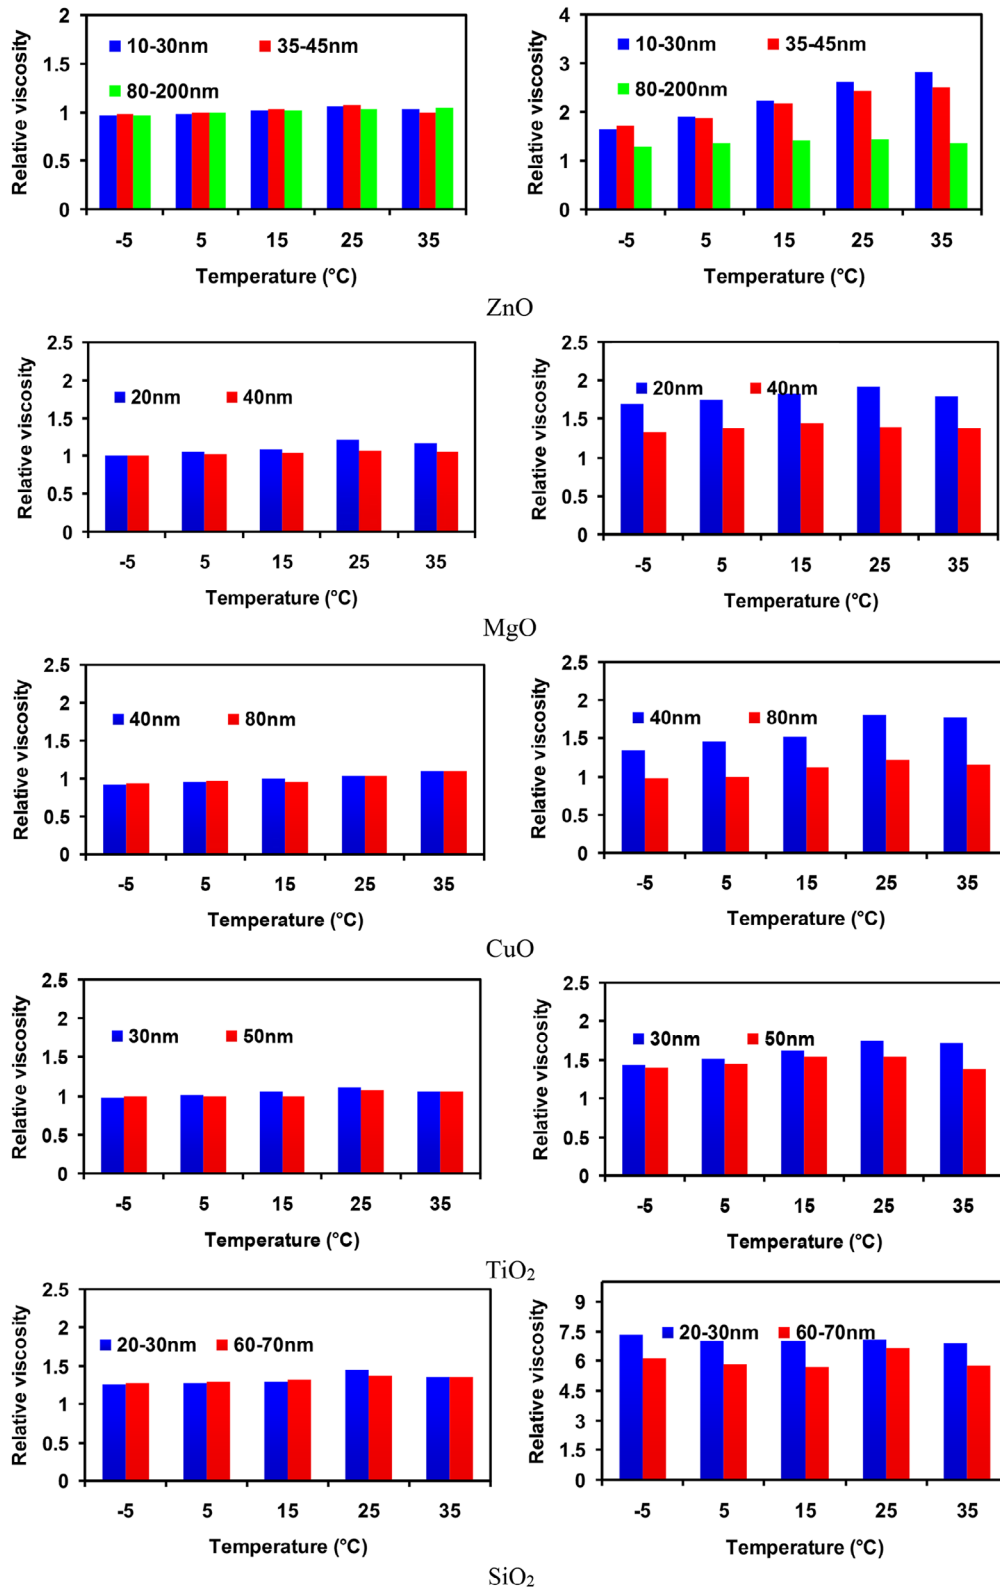 Relative viscosity
2
1.5
1
0.5
0
10-30nm 35-45nm
80-200nm
-5 5 15 25 35
Temperature (°C)
Relative viscosity
4
3
2
1
0
10-30nm 35-45nm
80-200nm
-5 5 15 25 35
Temperature (°C)
ZnO
Relative viscosity
2.5
2
1.5
1
0.5
0
20nm 40nm
-5 5 15 25 35
Temperature (°C)
Relative viscosity
2.5
2
1.5
1
0.5
0
20nm 40nm
-5 5 15 25 35
Temperature (°C)
MgO
Relative viscosity
2.5
2
1.5
1
0.5
0
40nm 80nm
-5 5 15 25 35
Temperature (°C)
Relative viscosity
2.5
2
1.5
1
0.5
0
40nm 80nm
-5 5 15 25 35
Temperature (°C)
CuO
Relative viscosity
2.5
2
1.5
1
0.5
0
30nm 50nm
-5 5 15 25 35
Temperature (°C)
Relative viscosity
2.5
2
1.5
1
0.5
0
30nm 50nm
-5 5 15 25 35
Temperature (°C)
TiO₂
Relative viscosity
2.5
2
1.5
1
0.5
0
20-30nm 60-70nm
-5 5 15 25 35
Temperature (°C)
Relative viscosity
9
7.5
6
4.5
3
1.5
0
20-30nm 60-70nm
-5 5 15 25 35
Temperature (°C)
SiO₂